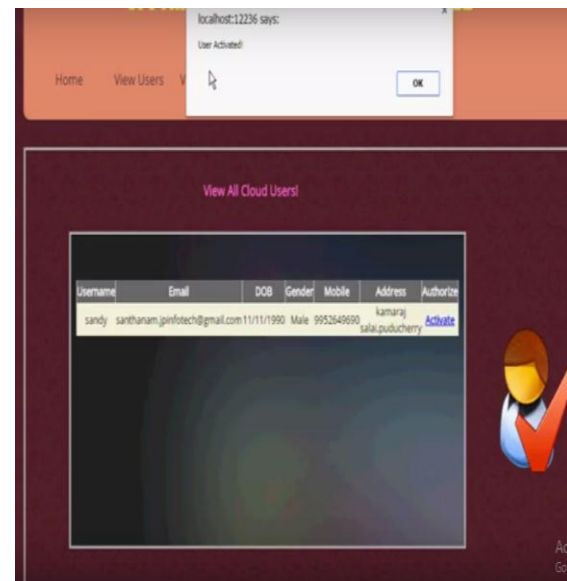 localhost:12236 says:
User Activated!
OK
Home View Users
View All Cloud Users!
Username Email DOB Gender Mobile Address Authorize
sandy santhanam.jpinfotech@gmail.com 11/11/1990 Male 9952649690 kamaraj salai,puducherry Activate